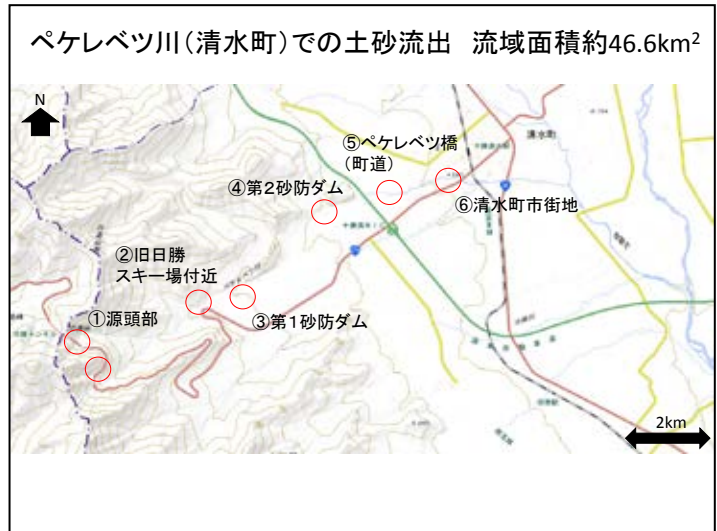 ペケレベツ川(清水町)での土砂流出 流域面積約46.6km²
N
⑤ペケレベツ橋
(町道)
清水町
④第2砂防ダム
⑥清水町市街地
②旧日勝
スキー場付近
①源頭部
③第1砂防ダム
2km